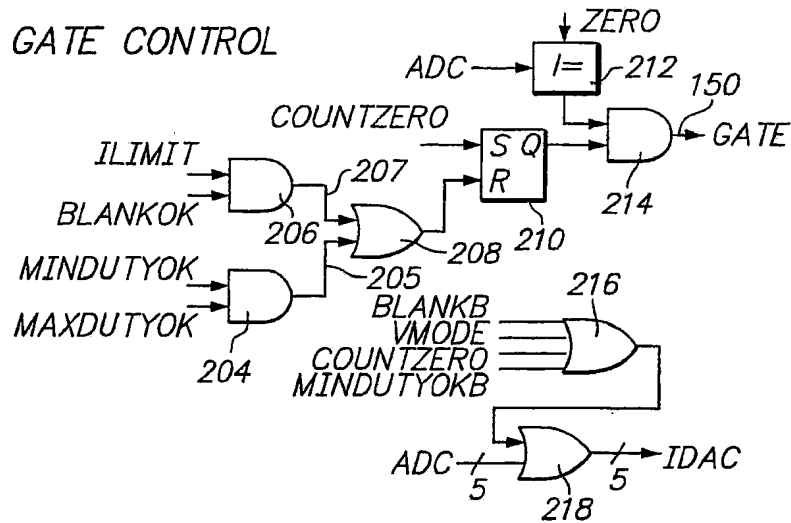 GATE CONTROL
ZERO
ADC
!=
212
150
COUNTZERO
GATE
S Q
R
ILIMIT
207
214
BLANKOK
206
210
208
MINDUTYOK
205
MAXDUTYOK
204
BLANKB
216
VMODE
COUNTZERO
MINDUTYOKB
ADC
5
5
IDAC
218